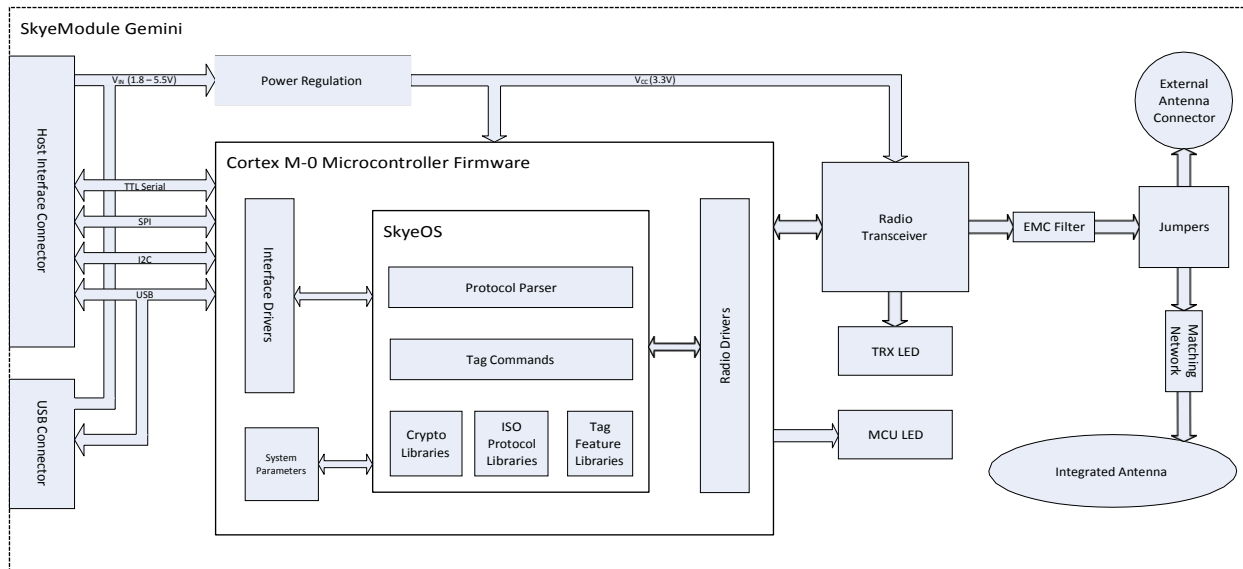 SkyeModule Gemini
Host Interface Connector
V_IN (1.8 – 5.5V)
Power Regulation
V_CC (3.3V)
External
Antenna
Connector
Cortex M-0 Microcontroller Firmware
TTL Serial
SPI
I2C
USB
Interface Drivers
SkyeOS
Protocol Parser
Tag Commands
Crypto
Libraries
ISO
Protocol
Libraries
Tag
Feature
Libraries
System
Parameters
Radio Drivers
Radio
Transceiver
EMC Filter
Jumpers
TRX LED
MCU LED
Matching
Network
Integrated Antenna
USB Connector